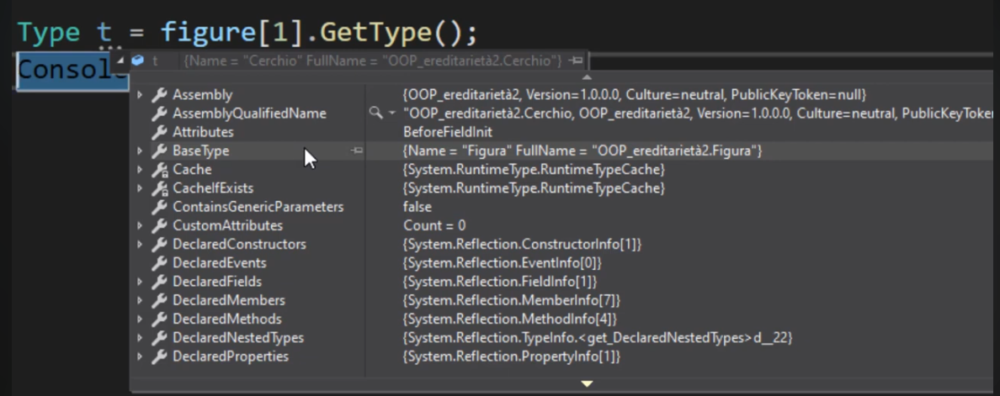 Type t = figure[1].GetType();
Consol
t {Name = "Cerchio" FullName = "OOP_ereditarietà2.Cerchio"}
Assembly {OOP_ereditarietà2, Version=1.0.0.0, Culture=neutral, PublicKeyToken=null}
AssemblyQualifiedName "OOP_ereditarietà2.Cerchio, OOP_ereditarietà2, Version=1.0.0.0, Culture=neutral, PublicKeyToken
Attributes BeforeFieldInit
BaseType {Name = "Figura" FullName = "OOP_ereditarietà2.Figura"}
Cache {System.RuntimeType.RuntimeTypeCache}
CacheIfExists {System.RuntimeType.RuntimeTypeCache}
ContainsGenericParameters false
CustomAttributes Count = 0
DeclaredConstructors {System.Reflection.ConstructorInfo[1]}
DeclaredEvents {System.Reflection.EventInfo[0]}
DeclaredFields {System.Reflection.FieldInfo[1]}
DeclaredMembers {System.Reflection.MemberInfo[7]}
DeclaredMethods {System.Reflection.MethodInfo[4]}
DeclaredNestedTypes {System.Reflection.TypeInfo.<get_DeclaredNestedTypes>d__22}
DeclaredProperties {System.Reflection.PropertyInfo[1]}